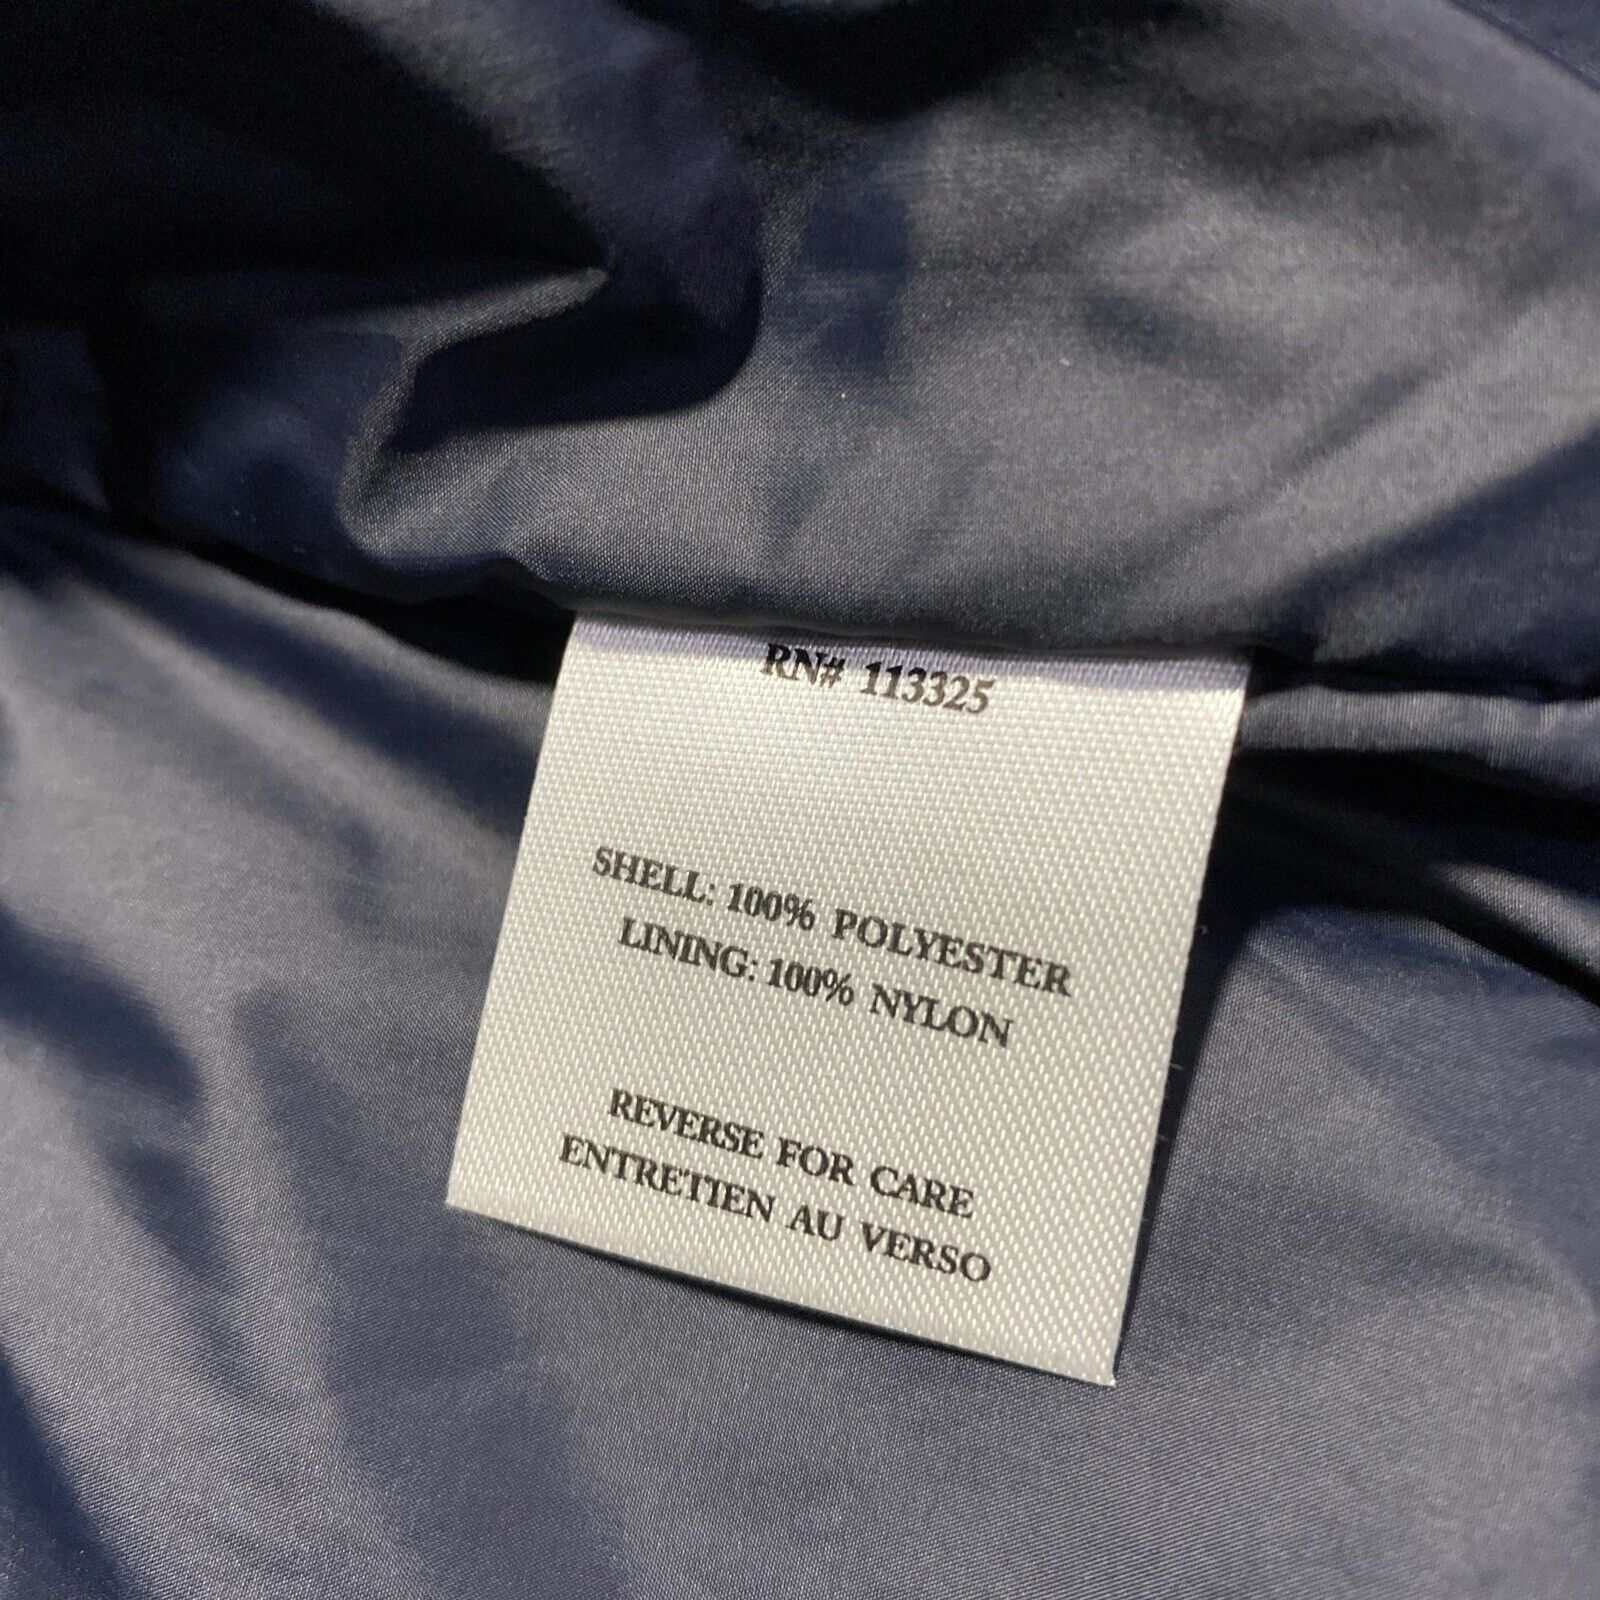 RN# 113325
SHELL: 100% POLYESTER
LINING: 100% NYLON
REVERSE FOR CARE
ENTRETIEN AU VERSO